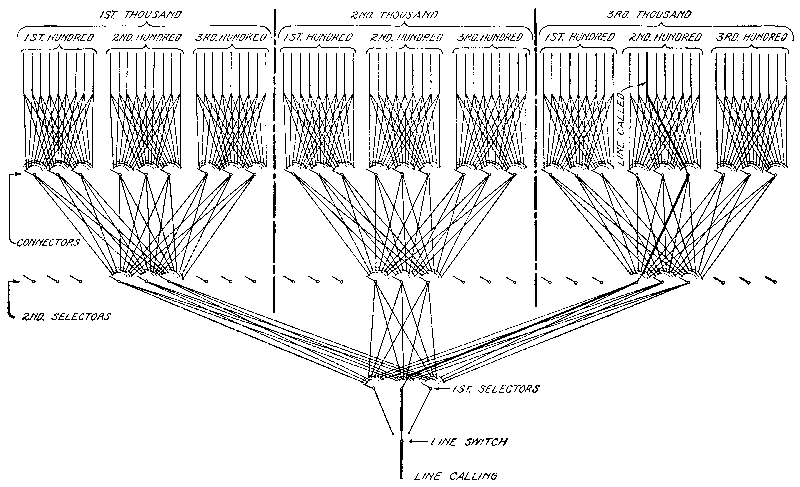 1ST. THOUSAND
2ND. THOUSAND
3RD. THOUSAND
1ST. HUNDRED
2ND. HUNDRED
3RD. HUNDRED
1ST. HUNDRED
2ND. HUNDRED
3RD. HUNDRED
1ST. HUNDRED
2ND. HUNDRED
3RD. HUNDRED
LINE CALLED
CONNECTORS
2ND. SELECTORS
1ST. SELECTORS
LINE SWITCH
LINE CALLING